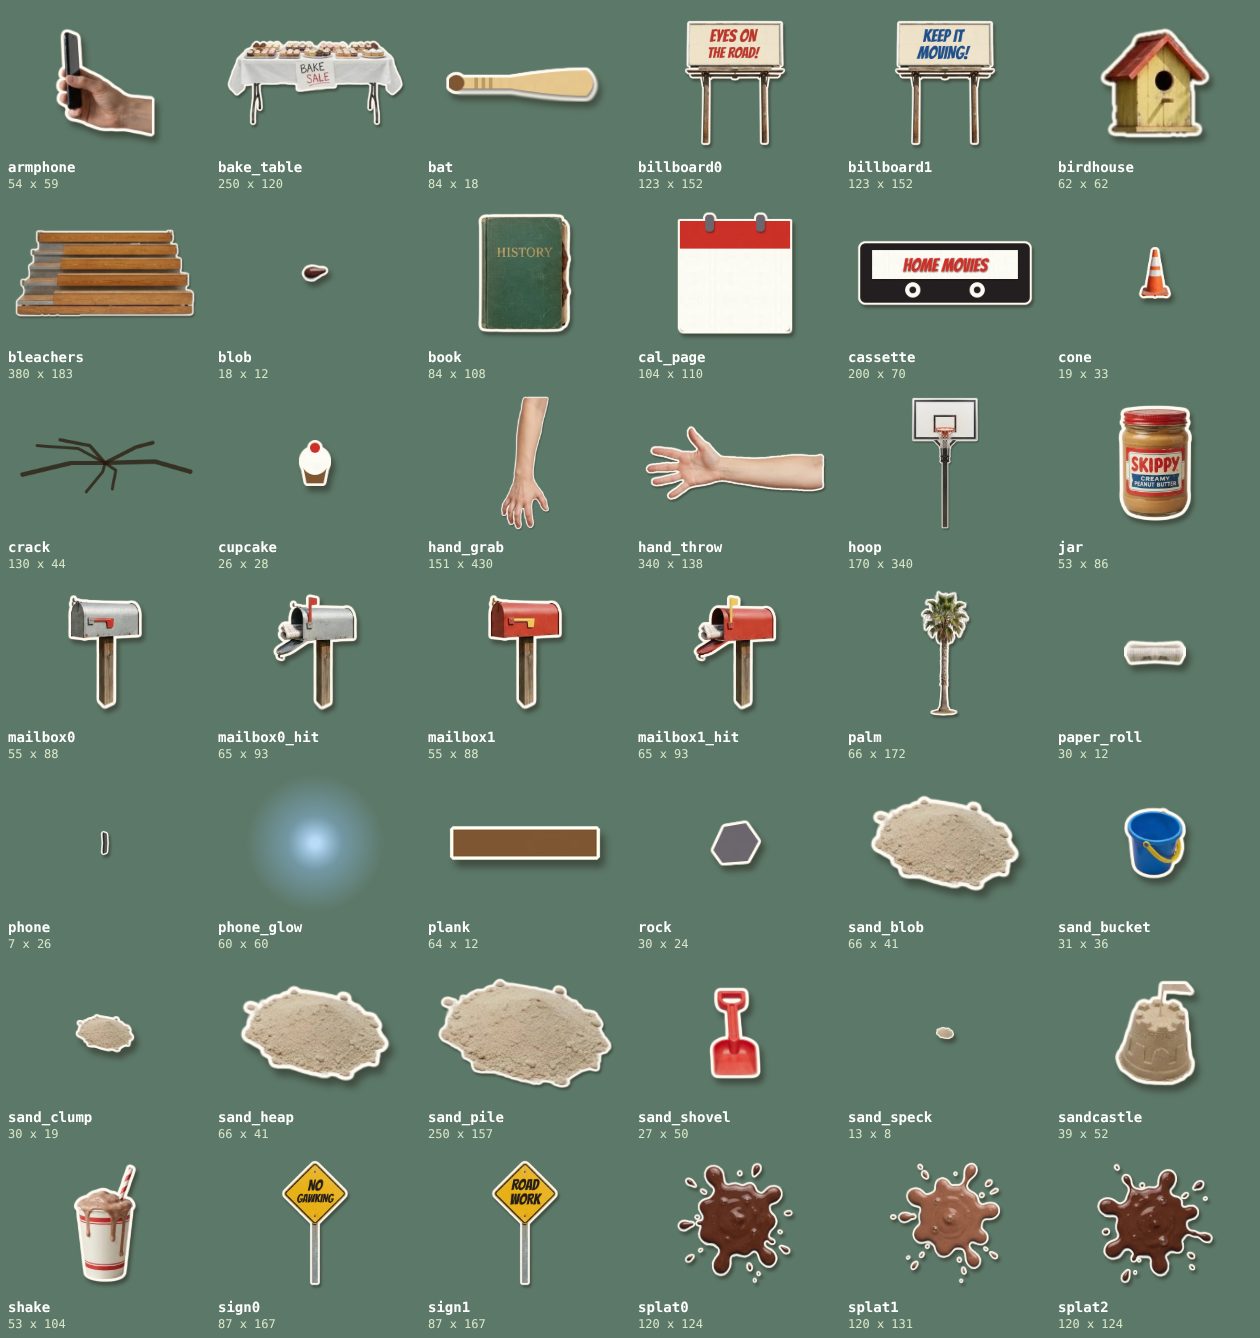 EYES ON
THE ROAD!
KEEP IT
MOVING!
BAKE
SALE
armphone
54 x 59
bake_table
250 x 120
bat
84 x 18
billboard0
123 x 152
billboard1
123 x 152
birdhouse
62 x 62
HISTORY
HOME MOVIES
bleachers
380 x 183
blob
18 x 12
book
84 x 108
cal_page
104 x 110
cassette
200 x 70
cone
19 x 33
SKIPPY
CREAMY
PEANUT BUTTER
crack
130 x 44
cupcake
26 x 28
hand_grab
151 x 430
hand_throw
340 x 138
hoop
170 x 340
jar
53 x 86
mailbox0
55 x 88
mailbox0_hit
65 x 93
mailbox1
55 x 88
mailbox1_hit
65 x 93
palm
66 x 172
paper_roll
30 x 12
phone
7 x 26
phone_glow
60 x 60
plank
64 x 12
rock
30 x 24
sand_blob
66 x 41
sand_bucket
31 x 36
sand_clump
30 x 19
sand_heap
66 x 41
sand_pile
250 x 157
sand_shovel
27 x 50
sand_speck
13 x 8
sandcastle
39 x 52
NO
GAWKING
ROAD
WORK
shake
53 x 104
sign0
87 x 167
sign1
87 x 167
splat0
120 x 124
splat1
120 x 131
splat2
120 x 124